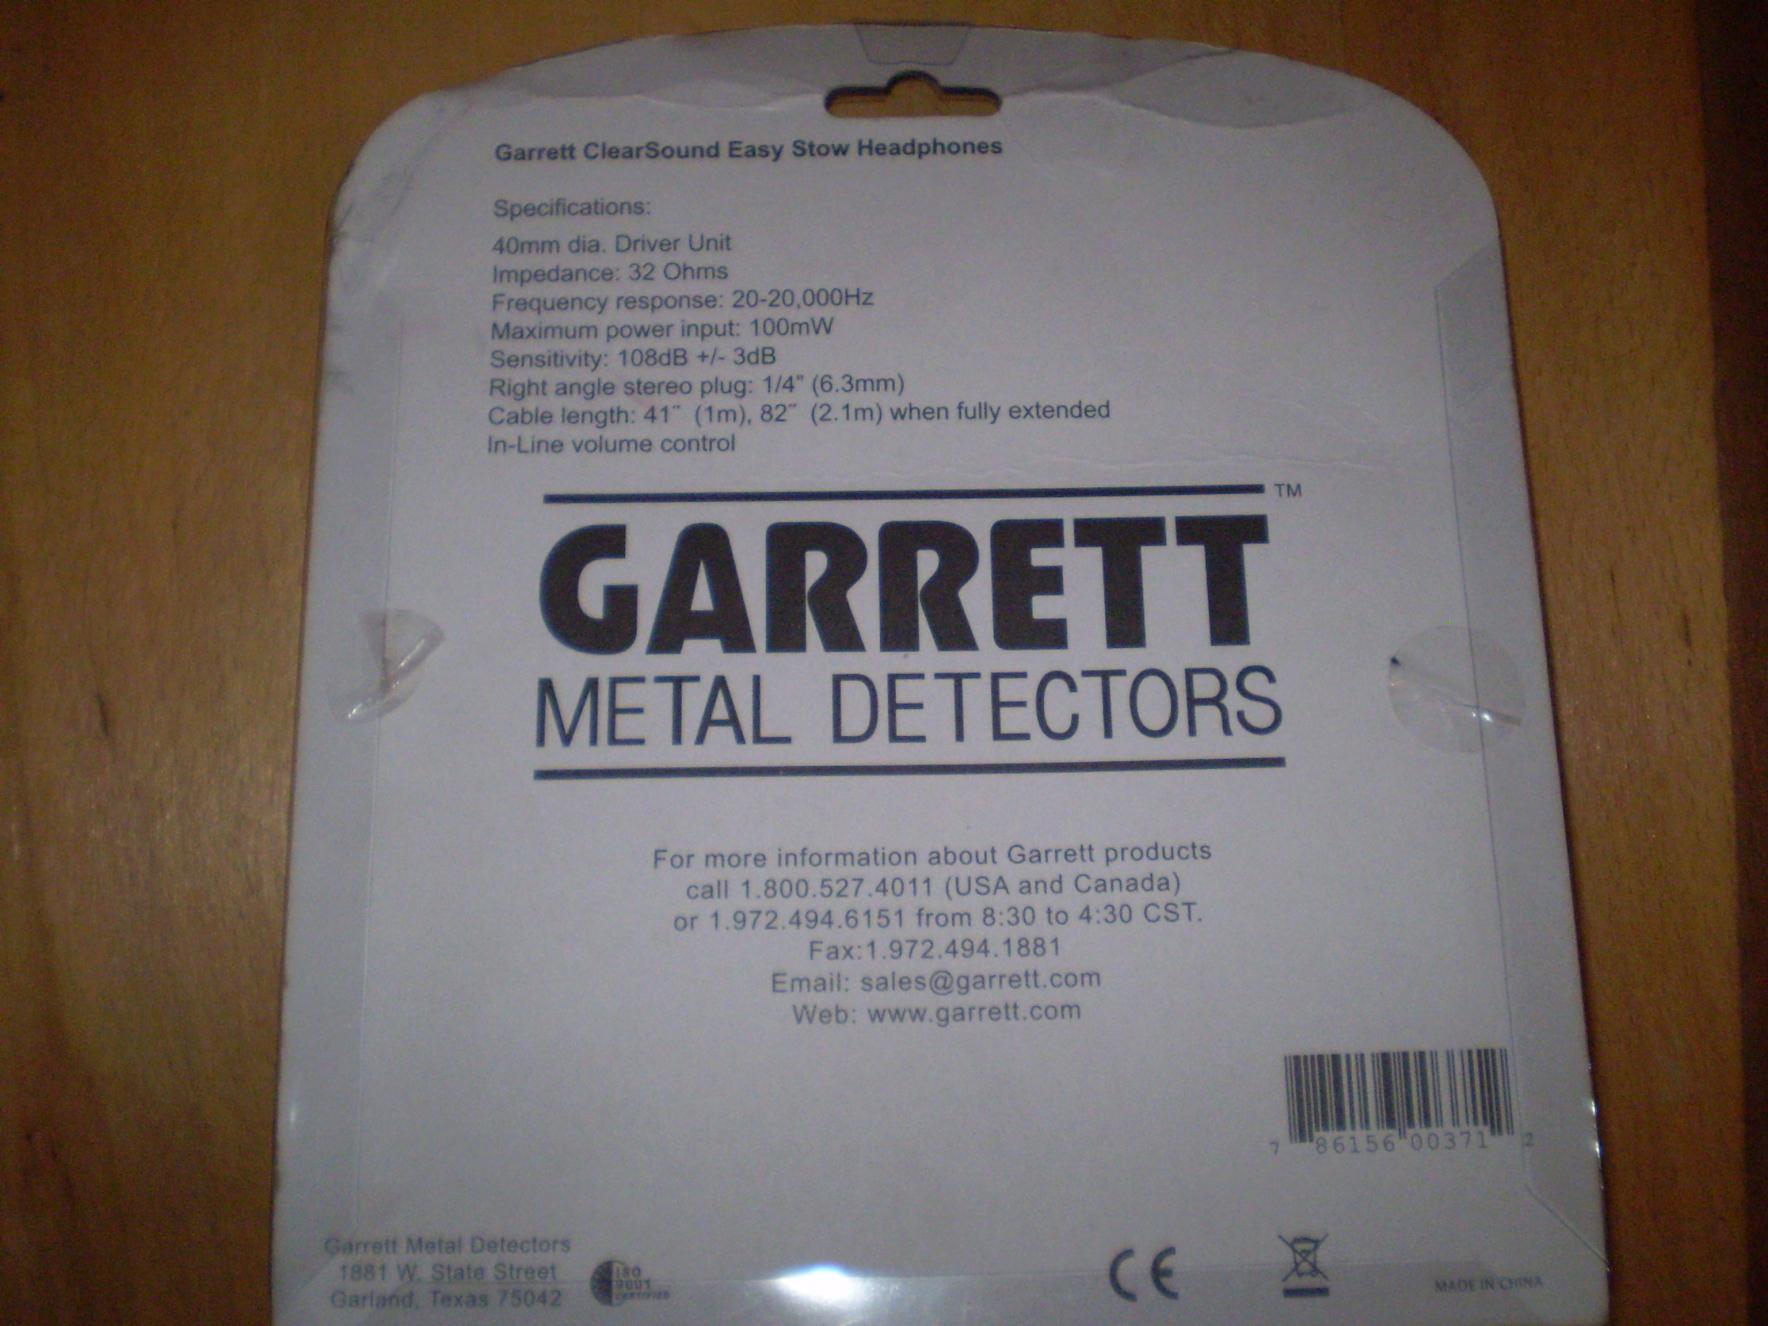 Garrett ClearSound Easy Stow Headphones
Specifications:
40mm dia. Driver Unit
Impedance: 32 Ohms
Frequency response: 20-20,000Hz
Maximum power input: 100mW
Sensitivity: 108dB +/- 3dB
Right angle stereo plug: 1/4" (6.3mm)
Cable length: 41˝ (1m), 82˝ (2.1m) when fully extended
In-Line volume control
GARRETT™
METAL DETECTORS
For more information about Garrett products
call 1.800.527.4011 (USA and Canada)
or 1.972.494.6151 from 8:30 to 4:30 CST.
Fax:1.972.494.1881
Email: sales@garrett.com
Web: www.garrett.com
7 86156 00371 2
Garrett Metal Detectors
1881 W. State Street
Garland, Texas 75042
ISO
9001
CERTIFIED
CE
MADE IN CHINA